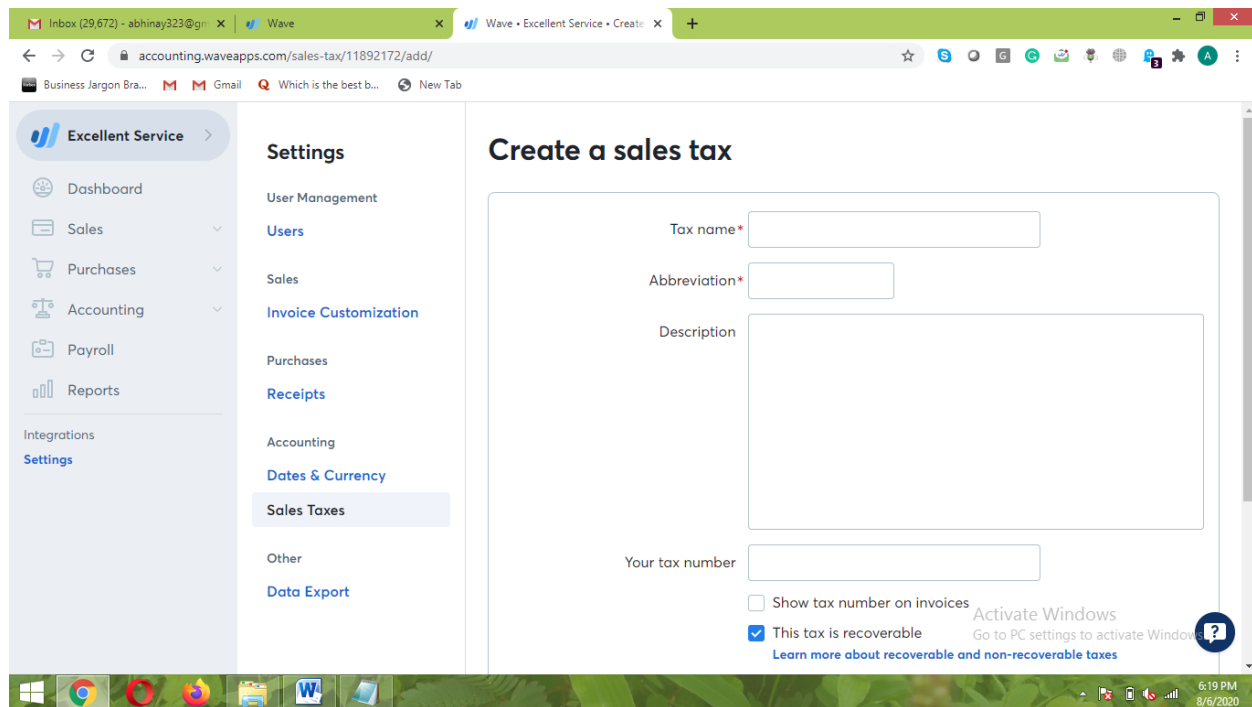 Inbox (29,672) - abhinay323@gm
Wave
Wave • Excellent Service • Create
accounting.waveapps.com/sales-tax/11892172/add/
S G G 3 A
Business Jargon Bra... Gmail Q Which is the best b... New Tab
Excellent Service
Dashboard
Sales
Purchases
Accounting
Payroll
Reports
Integrations
Settings
Settings
User Management
Users
Sales
Invoice Customization
Purchases
Receipts
Accounting
Dates & Currency
Sales Taxes
Other
Data Export
Create a sales tax
Tax name*
Abbreviation*
Description
Your tax number
Show tax number on invoices
This tax is recoverable
Learn more about recoverable and non-recoverable taxes
Activate Windows
Go to PC settings to activate Windows
?
W
6:19 PM
8/6/2020